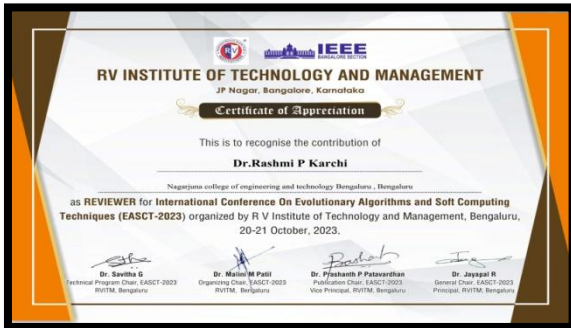 RV
IEEE
BANGALORE SECTION
RV INSTITUTE OF TECHNOLOGY AND MANAGEMENT
JP Nagar, Bangalore, Karnataka
Certificate of Appreciation
This is to recognise the contribution of
Dr.Rashmi P Karchi
Nagarjuna college of engineering and technology Bengaluru , Bengaluru
as REVIEWER for International Conference On Evolutionary Algorithms and Soft Computing
Techniques (EASCT-2023) organized by R V Institute of Technology and Management, Bengaluru,
20-21 October, 2023.
Dr. Savitha G
Technical Program Chair, EASCT-2023
RVITM, Bengaluru
Dr. Malini M Patil
Organizing Chair, EASCT-2023
RVITM, Bengaluru
Dr. Prashanth P Patavardhan
Publication Chair, EASCT-2023
Vice Principal, RVITM, Bengaluru
Dr. Jayapal R
General Chair, EASCT-2023
Principal, RVITM, Bengaluru